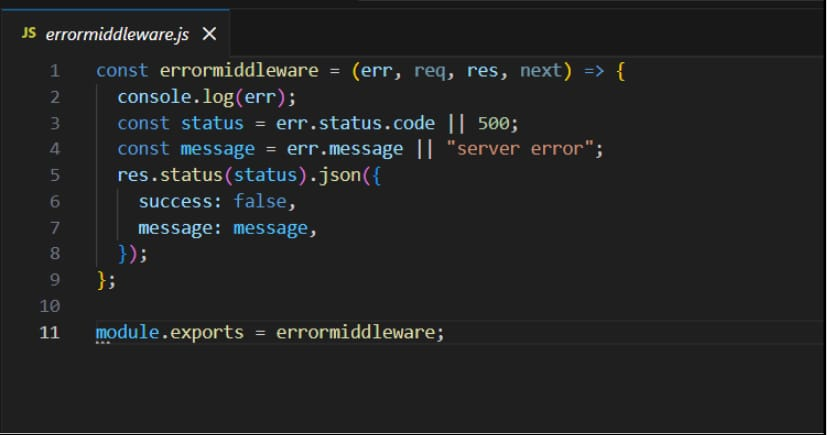 JS errormiddleware.js ×
1 const errormiddleware = (err, req, res, next) => {
2 console.log(err);
3 const status = err.status.code || 500;
4 const message = err.message || "server error";
5 res.status(status).json({
6 success: false,
7 message: message,
8 });
9 };
10
11 module.exports = errormiddleware;